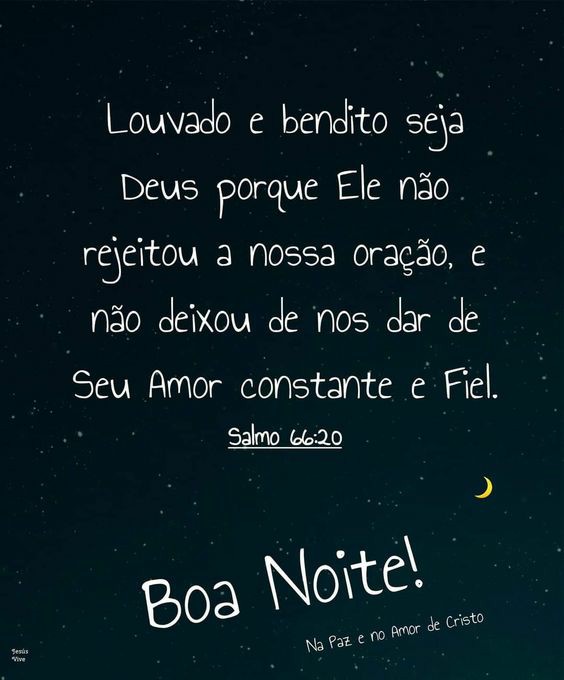 Louvado e bendito seja
Deus porque Ele não
rejeitou a nossa oração, e
não deixou de nos dar de
Seu Amor constante e Fiel.
Salmo 66:20
Boa Noite!
Na Paz e no Amor de Cristo
Jesús
Vive